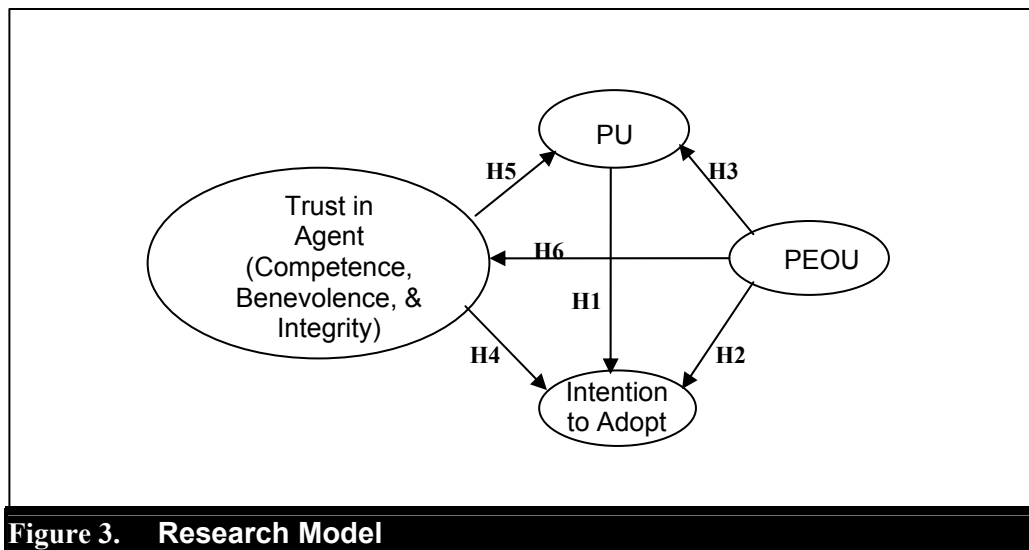 PU
H5
H3
Trust in
Agent
(Competence,
Benevolence, &
Integrity)
H6
PEOU
H1
H4
H2
Intention
to Adopt
Figure 3. Research Model